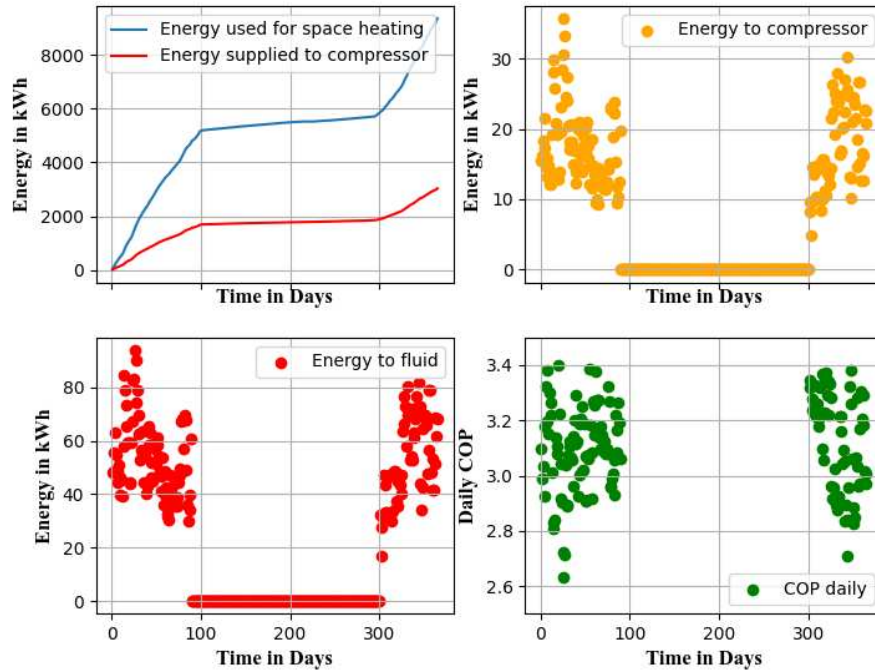 Energy used for space heating
Energy supplied to compressor
8000
6000
4000
2000
0
Energy in kWh
Time in Days
Energy to compressor
30
20
10
0
Energy in kWh
Time in Days
Energy to fluid
80
60
40
20
0
Energy in kWh
0 100 200 300
Time in Days
3.4
3.2
3.0
2.8
2.6
Daily COP
COP daily
0 100 200 300
Time in Days